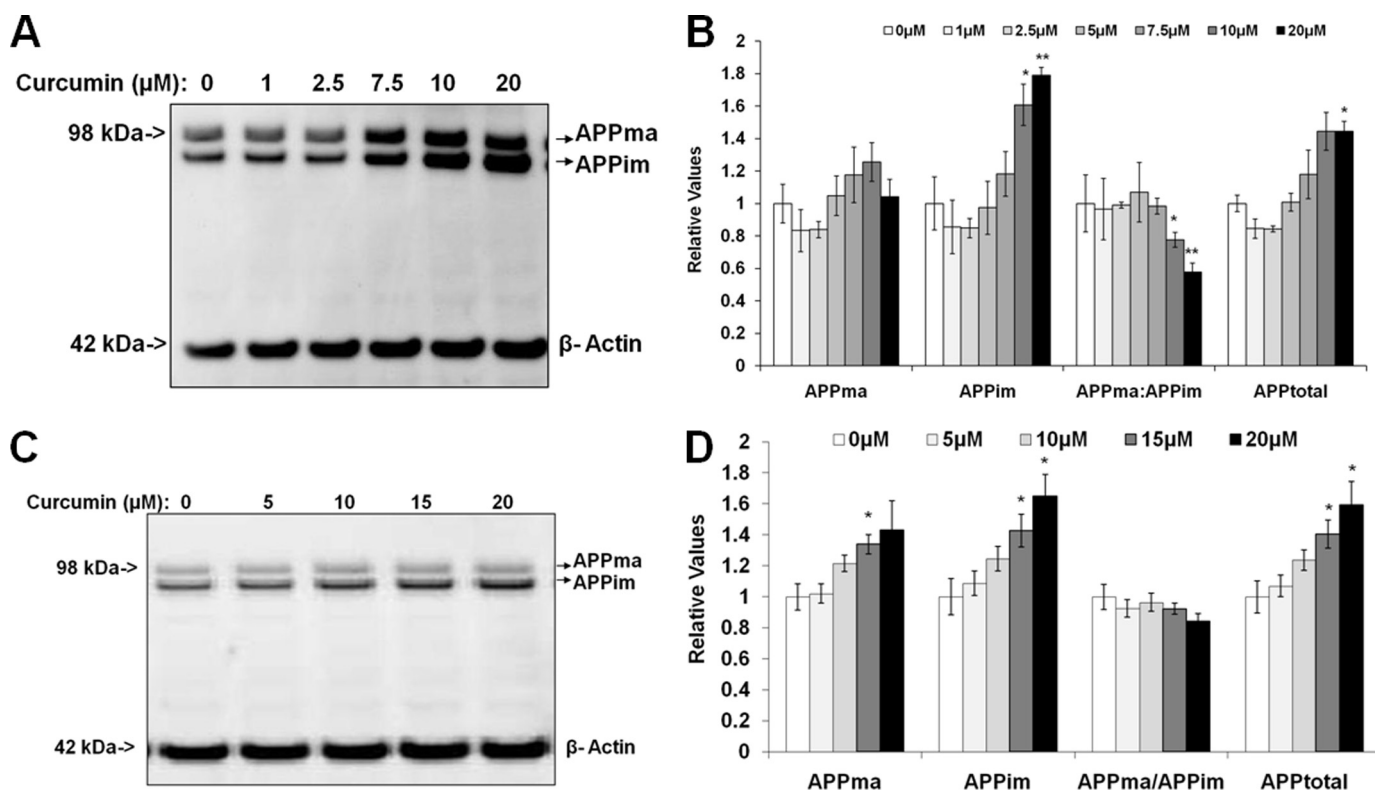 A
Curcumin (µM): 0 1 2.5 7.5 10 20
98 kDa->
APPma
APPim
42 kDa->
β- Actin
B
0µM 1µM 2.5µM 5µM 7.5µM 10µM 20µM
Relative Values
2
1.8
1.6
1.4
1.2
1
0.8
0.6
0.4
0.2
0
* ** * ** *
APPma APPim APPma:APPim APPtotal
C
Curcumin (µM): 0 5 10 15 20
98 kDa->
APPma
APPim
42 kDa->
β- Actin
D
0µM 5µM 10µM 15µM 20µM
Relative Values
2
1.8
1.6
1.4
1.2
1
0.8
0.6
0.4
0.2
0
* * * * *
APPma APPim APPma/APPim APPtotal